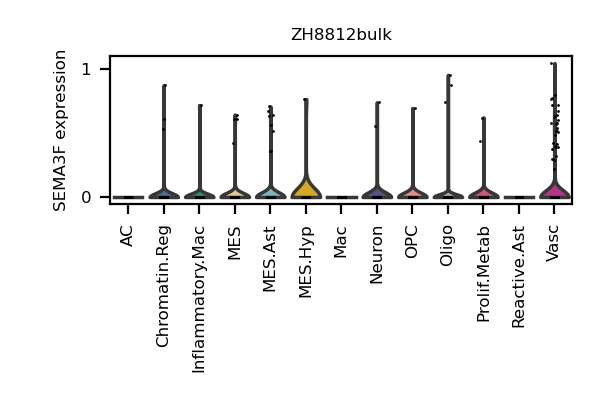 ZH8812bulk
SEMA3F expression
1
0
AC
Chromatin.Reg
Inflammatory.Mac
MES
MES.Ast
MES.Hyp
Mac
Neuron
OPC
Oligo
Prolif.Metab
Reactive.Ast
Vasc